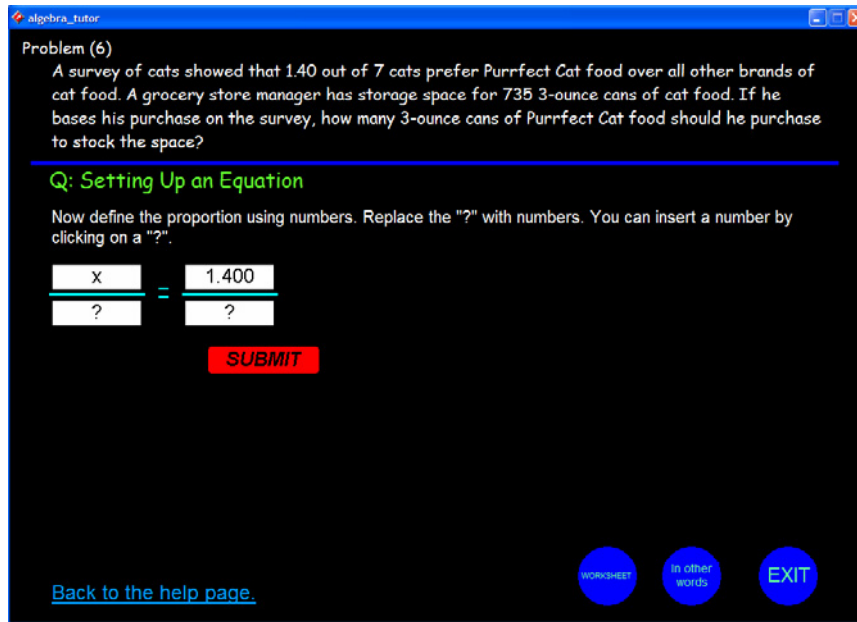 algebra_tutor
Problem (6)
A survey of cats showed that 1.40 out of 7 cats prefer Purrfect Cat food over all other brands of
cat food. A grocery store manager has storage space for 735 3-ounce cans of cat food. If he
bases his purchase on the survey, how many 3-ounce cans of Purrfect Cat food should he purchase
to stock the space?
Q: Setting Up an Equation
Now define the proportion using numbers. Replace the "?" with numbers. You can insert a number by
clicking on a "?".
x = 1.400
? ?
SUBMIT
Back to the help page.
WORKSHEET
In other
words
EXIT